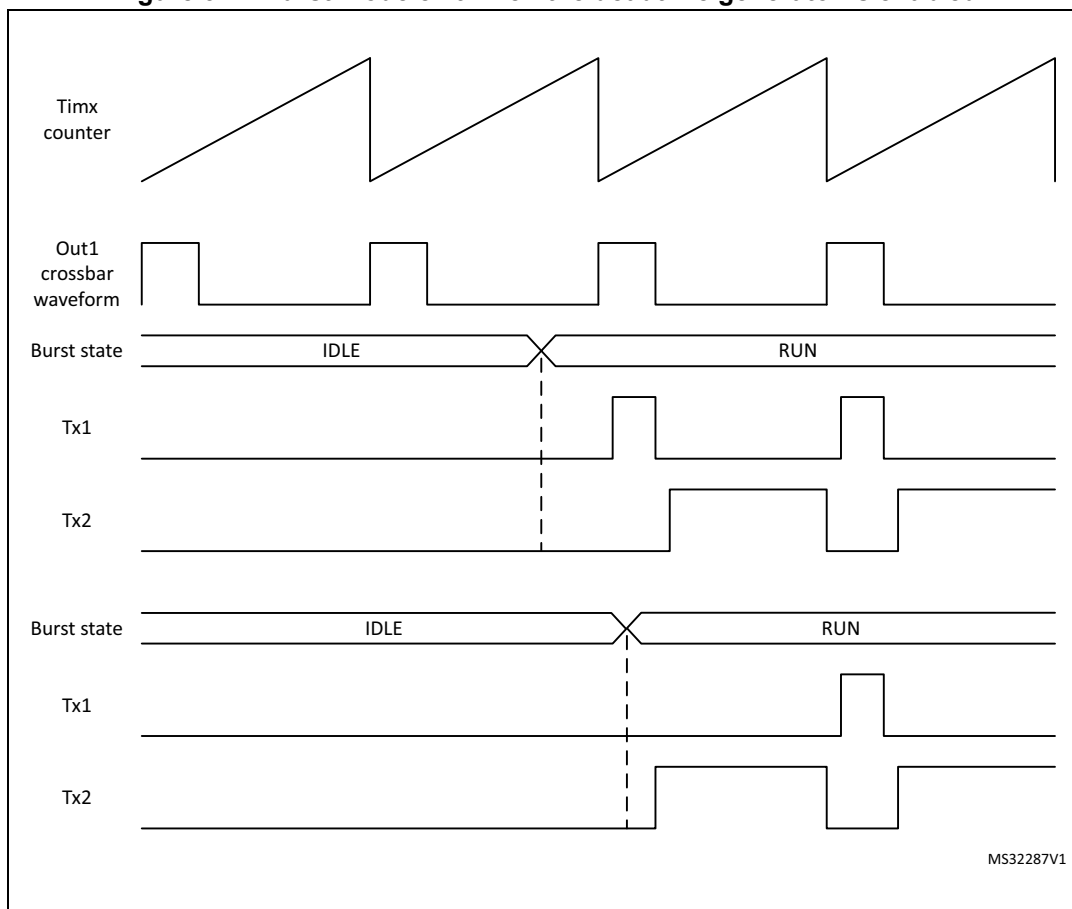 Timx
counter
Out1
crossbar
waveform
Burst state
IDLE
RUN
Tx1
Tx2
Burst state
IDLE
RUN
Tx1
Tx2
MS32287V1